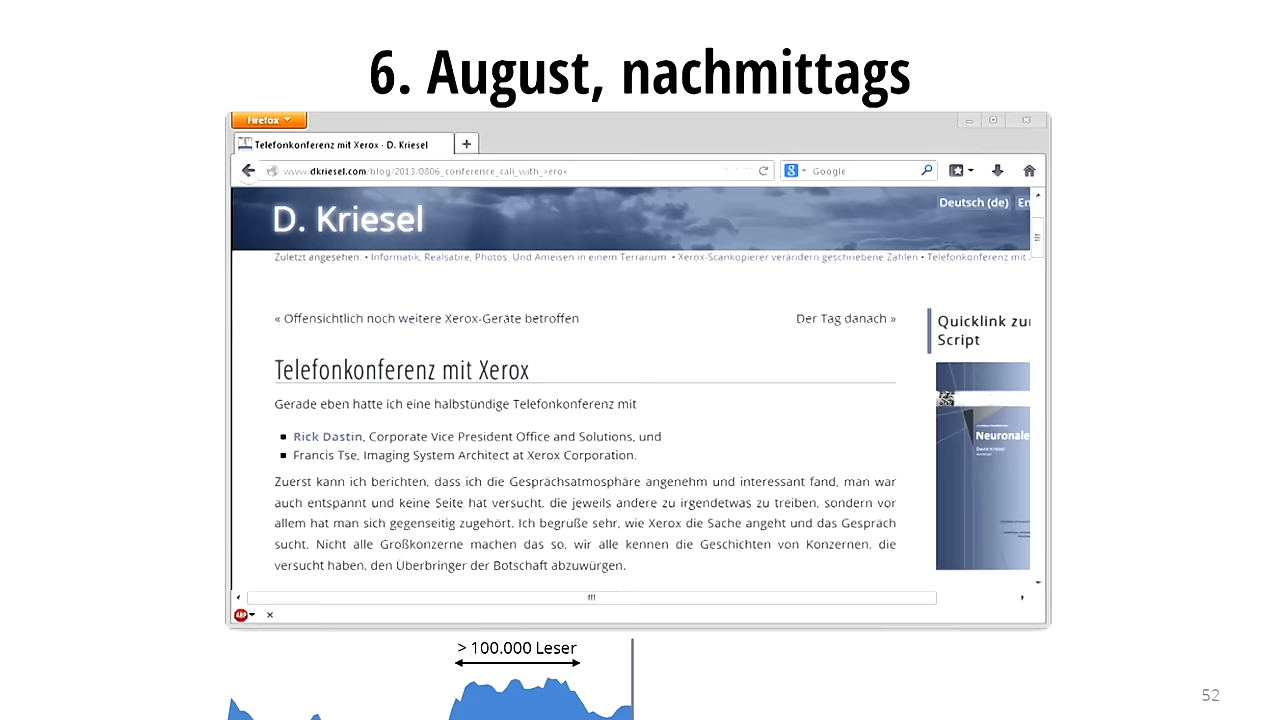 6. August, nachmittags
Firefox
Telefonkonferenz mit Xerox - D. Kriesel
www.dkriesel.com/blog/2013/0806_conference_call_with_xerox
Google
D. Kriesel
Deutsch (de) En
Zuletzt angesehen: • Informatik, Realsatire, Photos. Und Ameisen in einem Terrarium. • Xerox-Scankopierer verändern geschriebene Zahlen • Telefonkonferenz mit
« Offensichtlich noch weitere Xerox-Geräte betroffen
Der Tag danach »
Quicklink zu
Script
Telefonkonferenz mit Xerox
Gerade eben hatte ich eine halbstündige Telefonkonferenz mit
Rick Dastin, Corporate Vice President Office and Solutions, und
Francis Tse, Imaging System Architect at Xerox Corporation.
Zuerst kann ich berichten, dass ich die Gesprächsatmosphäre angenehm und interessant fand, man war
auch entspannt und keine Seite hat versucht, die jeweils andere zu irgendetwas zu treiben, sondern vor
allem hat man sich gegenseitig zugehört. Ich begrüße sehr, wie Xerox die Sache angeht und das Gespräch
sucht. Nicht alle Großkonzerne machen das so, wir alle kennen die Geschichten von Konzernen, die
versucht haben, den Überbringer der Botschaft abzuwürgen.
Neuronale
David Kriesel
ABP
> 100.000 Leser
52